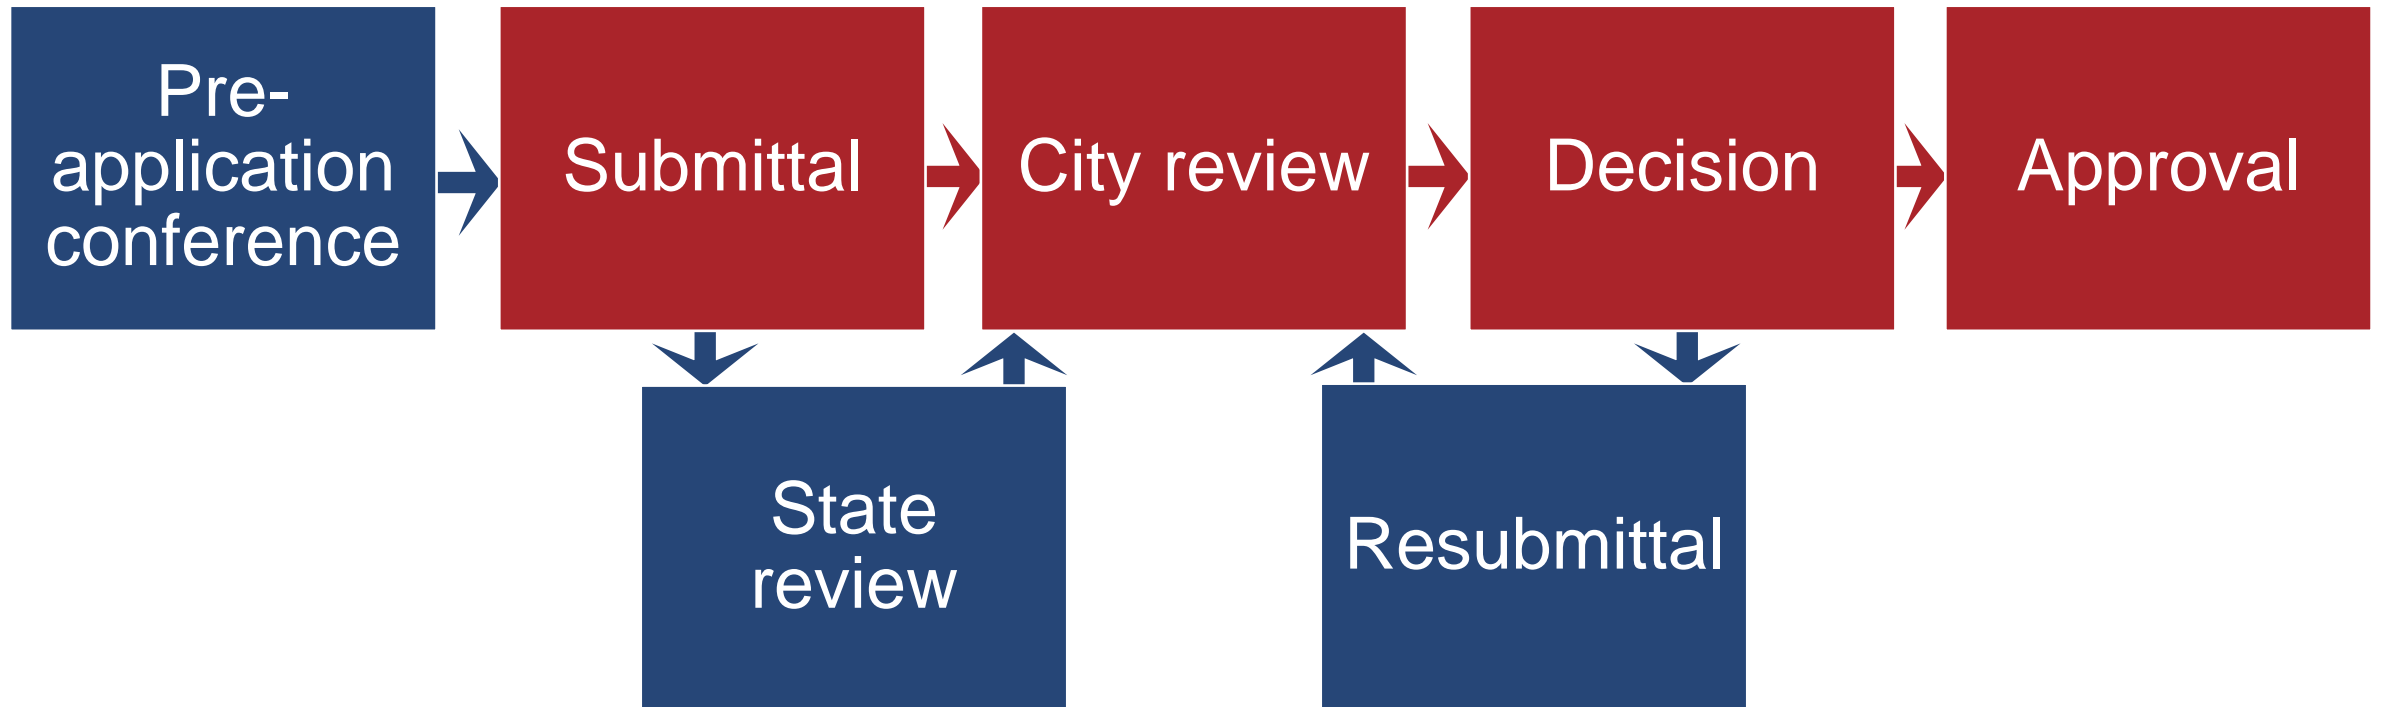 Pre-
application
conference
Submittal
City review
Decision
Approval
State
review
Resubmittal